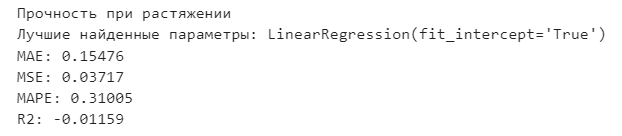 Прочность при растяжении
Лучшие найденные параметры: LinearRegression(fit_intercept='True')
MAE: 0.15476
MSE: 0.03717
MAPE: 0.31005
R2: -0.01159